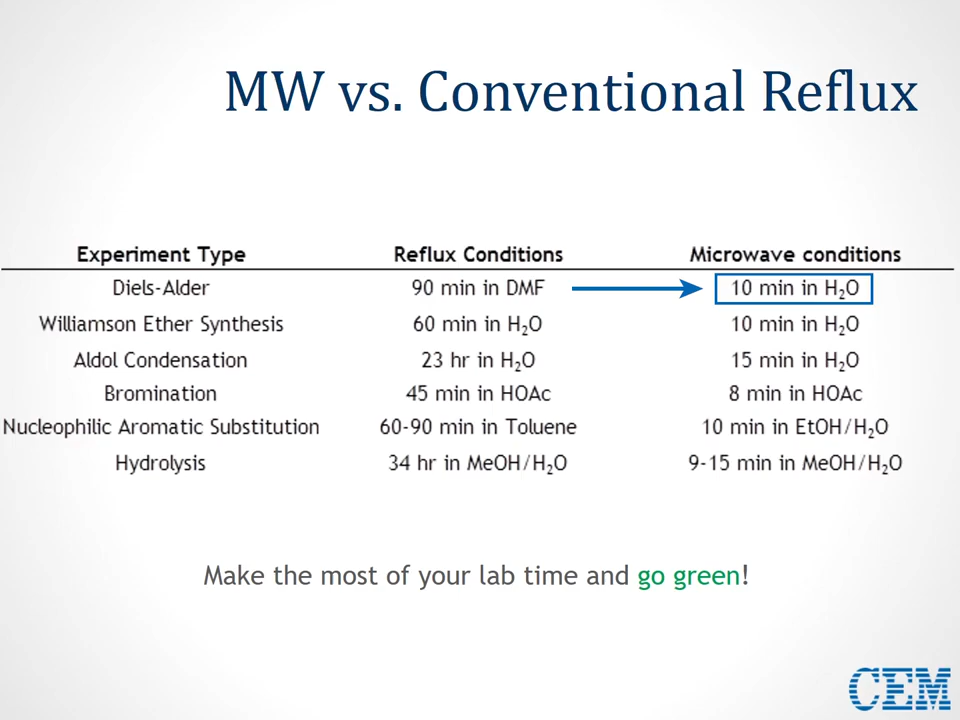 MW vs. Conventional Reflux
Experiment Type Reflux Conditions Microwave conditions
Diels-Alder 90 min in DMF 10 min in H₂O
Williamson Ether Synthesis 60 min in H₂O 10 min in H₂O
Aldol Condensation 23 hr in H₂O 15 min in H₂O
Bromination 45 min in HOAc 8 min in HOAc
Nucleophilic Aromatic Substitution 60-90 min in Toluene 10 min in EtOH/H₂O
Hydrolysis 34 hr in MeOH/H₂O 9-15 min in MeOH/H₂O
Make the most of your lab time and go green!
CEM